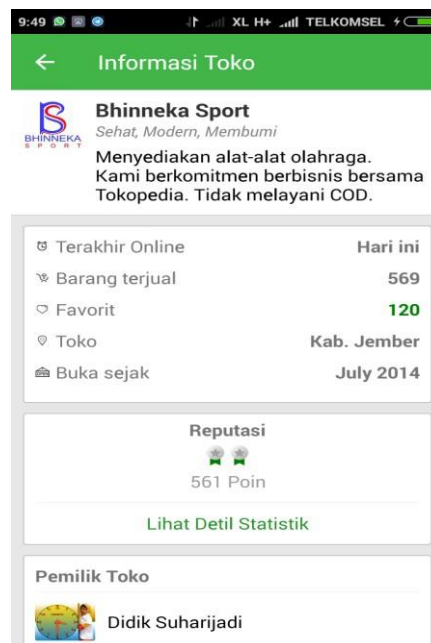 9:49 XL H+ TELKOMSEL
Informasi Toko
BHINNEKA
SPORT
Bhinneka Sport
Sehat, Modern, Membumi
Menyediakan alat-alat olahraga.
Kami berkomitmen berbisnis bersama
Tokopedia. Tidak melayani COD.
Terakhir Online Hari ini
Barang terjual 569
Favorit 120
Toko Kab. Jember
Buka sejak July 2014
Reputasi
561 Poin
Lihat Detil Statistik
Pemilik Toko
Didik Suharijadi